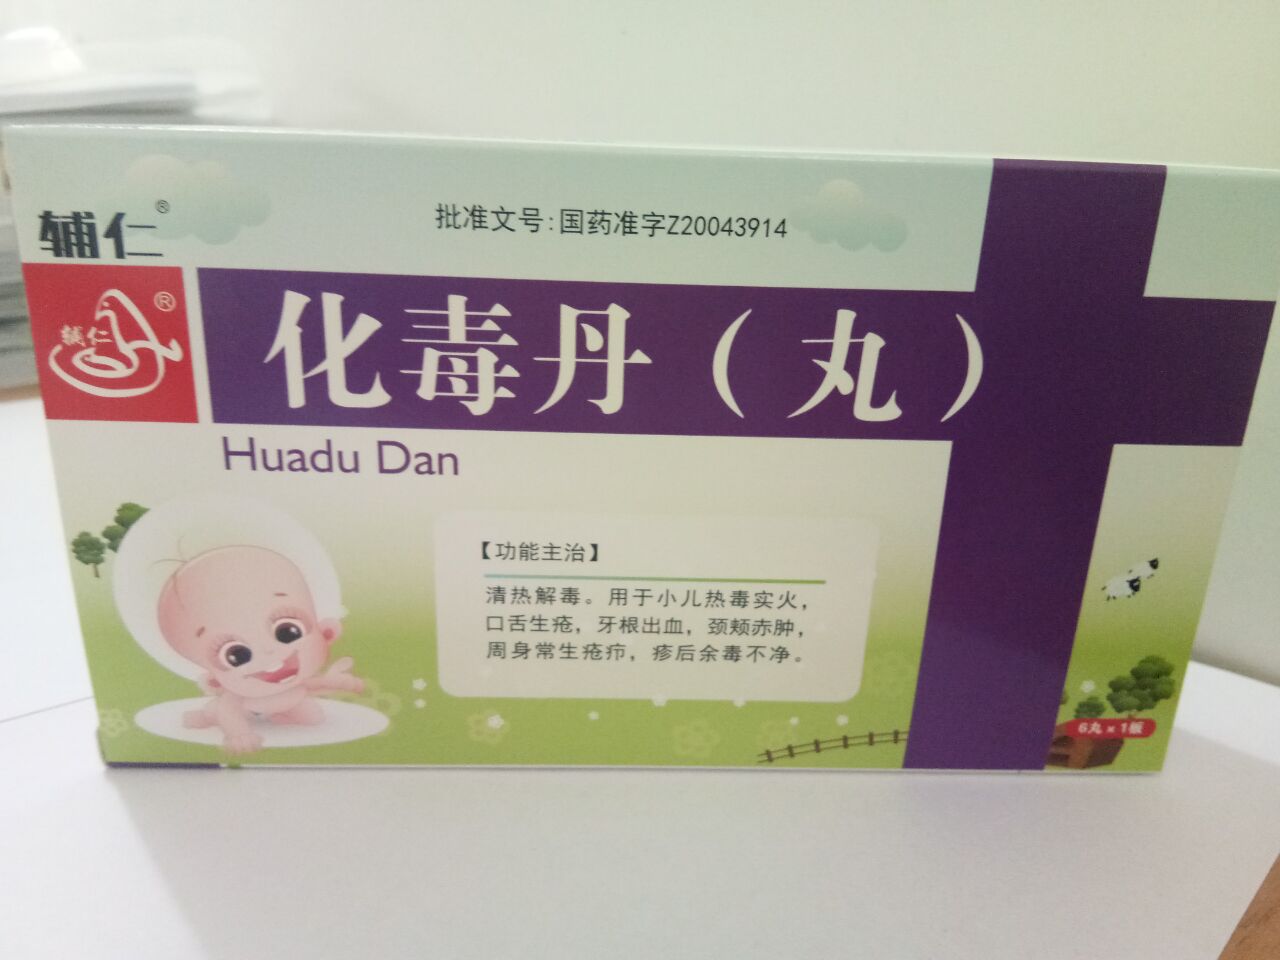 辅仁®
批准文号:国药准字Z20043914
辅仁®
化毒丹(丸)
Huadu Dan
【功能主治】
清热解毒。用于小儿热毒实火,
口舌生疮,牙根出血,颈颊赤肿,
周身常生疮疖,疹后余毒不净。
6丸×1板